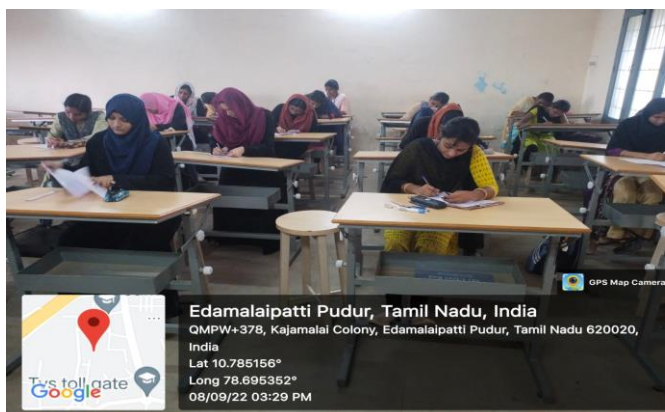 GPS Map Camera
Edamalaipatti Pudur, Tamil Nadu, India
QMPW+378, Kajamalai Colony, Edamalaipatti Pudur, Tamil Nadu 620020,
India
Lat 10.785156°
Long 78.695352°
08/09/22 03:29 PM
Tvs toll gate
Google